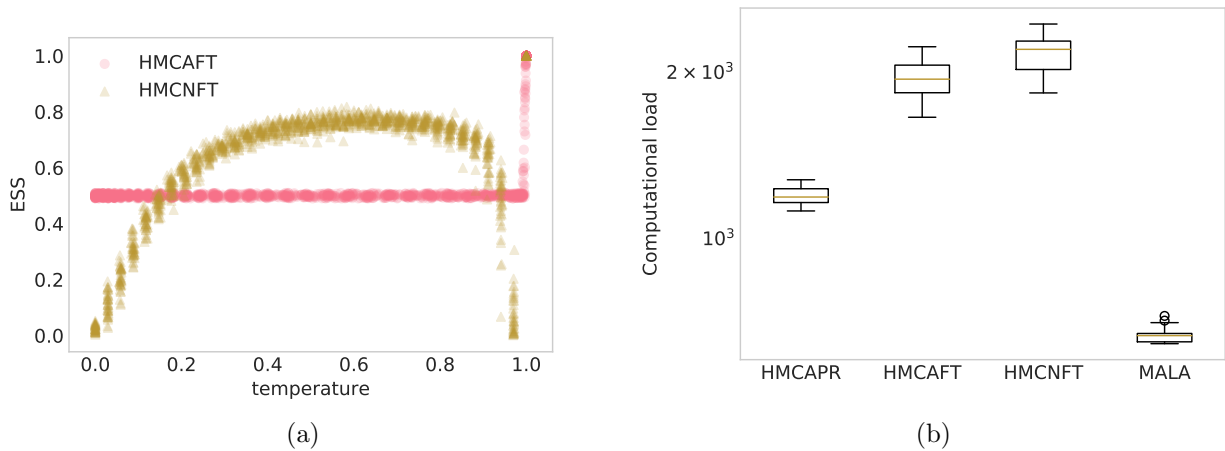 1.0
0.8
0.6
0.4
0.2
0.0
ESS
HMCAFT
HMCNFT
0.0 0.2 0.4 0.6 0.8 1.0
temperature
(a)
2 × 10³
10³
Computational load
HMCAPR HMCAFT HMCNFT MALA
(b)